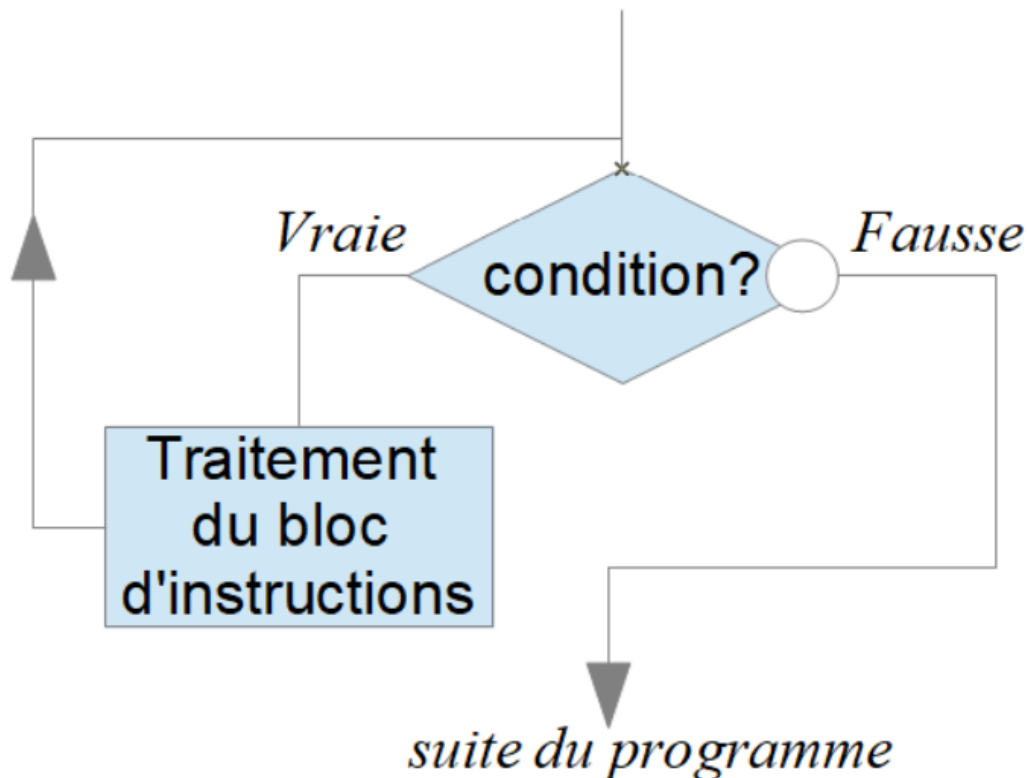 Vraie
condition?
Fausse
Traitement
du bloc
d'instructions
suite du programme